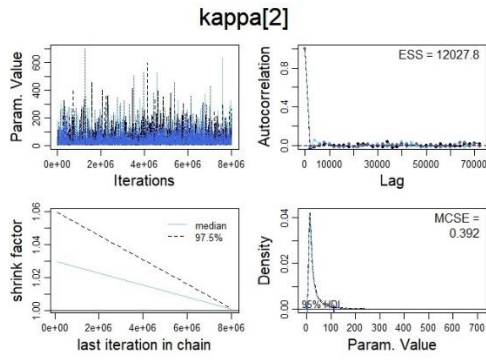 kappa[2]
Param. Value
0 200 400 600
0e+00 2e+06 4e+06 6e+06 8e+06
Iterations
Autocorrelation
0.0 0.4 0.8
ESS = 12027.8
0 10000 30000 50000 70000
Lag
shrink factor
1.00 1.02 1.04 1.06
median
97.5%
0e+00 2e+06 4e+06 6e+06 8e+06
last iteration in chain
Density
0.00 0.02 0.04
MCSE =
0.392
95% HDI
0 100 200 300 400 500 600 700
Param. Value